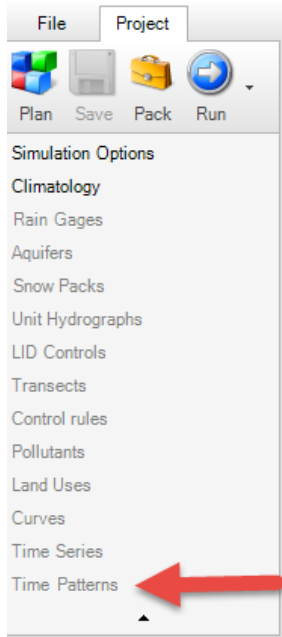 File Project
Plan Save Pack Run
Simulation Options
Climatology
Rain Gages
Aquifers
Snow Packs
Unit Hydrographs
LID Controls
Transects
Control rules
Pollutants
Land Uses
Curves
Time Series
Time Patterns